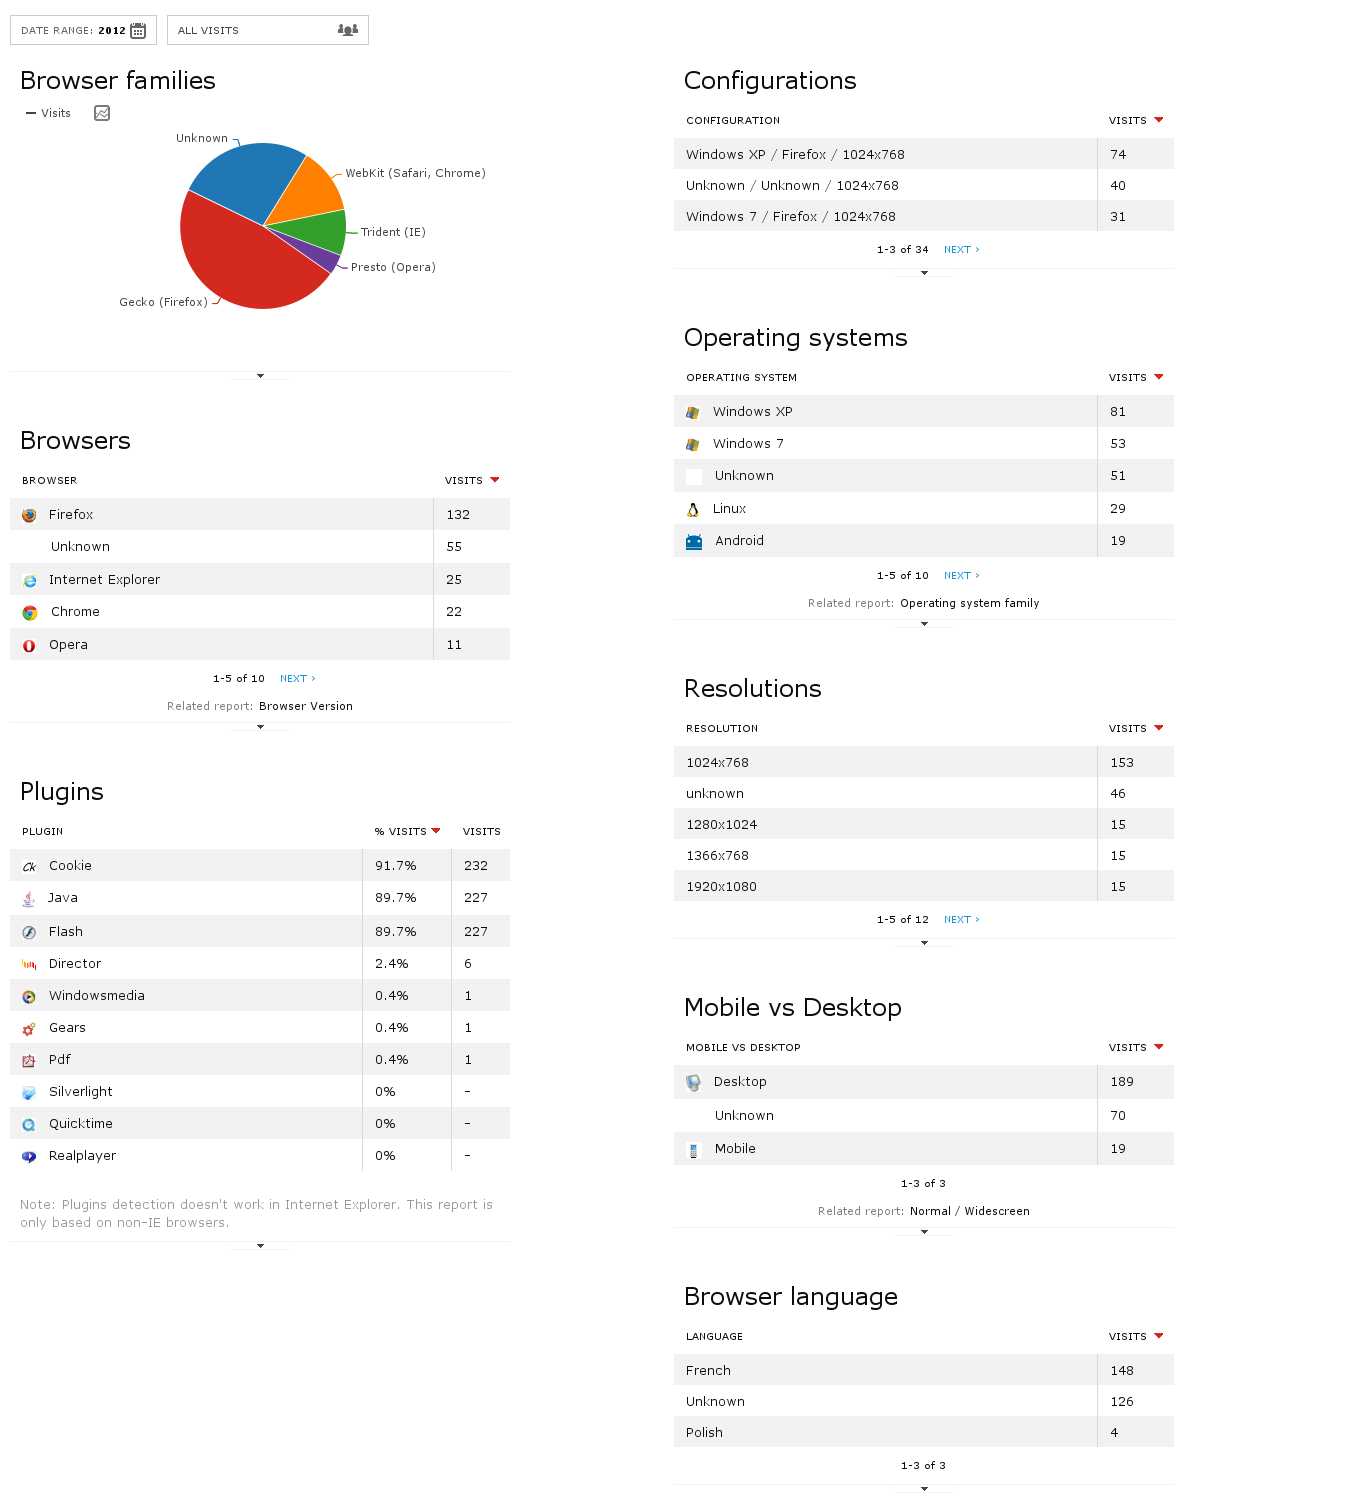 DATE RANGE: 2012
ALL VISITS
Browser families
Visits
Unknown
WebKit (Safari, Chrome)
Trident (IE)
Presto (Opera)
Gecko (Firefox)
Browsers
BROWSER VISITS
Firefox 132
Unknown 55
Internet Explorer 25
Chrome 22
Opera 11
1-5 of 10 NEXT ›
Related report: Browser Version
Plugins
PLUGIN % VISITS VISITS
Cookie 91.7% 232
Java 89.7% 227
Flash 89.7% 227
Director 2.4% 6
Windowsmedia 0.4% 1
Gears 0.4% 1
Pdf 0.4% 1
Silverlight 0% -
Quicktime 0% -
Realplayer 0% -
Note: Plugins detection doesn't work in Internet Explorer. This report is
only based on non-IE browsers.
Configurations
CONFIGURATION VISITS
Windows XP / Firefox / 1024x768 74
Unknown / Unknown / 1024x768 40
Windows 7 / Firefox / 1024x768 31
1-3 of 34 NEXT ›
Operating systems
OPERATING SYSTEM VISITS
Windows XP 81
Windows 7 53
Unknown 51
Linux 29
Android 19
1-5 of 10 NEXT ›
Related report: Operating system family
Resolutions
RESOLUTION VISITS
1024x768 153
unknown 46
1280x1024 15
1366x768 15
1920x1080 15
1-5 of 12 NEXT ›
Mobile vs Desktop
MOBILE VS DESKTOP VISITS
Desktop 189
Unknown 70
Mobile 19
1-3 of 3
Related report: Normal / Widescreen
Browser language
LANGUAGE VISITS
French 148
Unknown 126
Polish 4
1-3 of 3